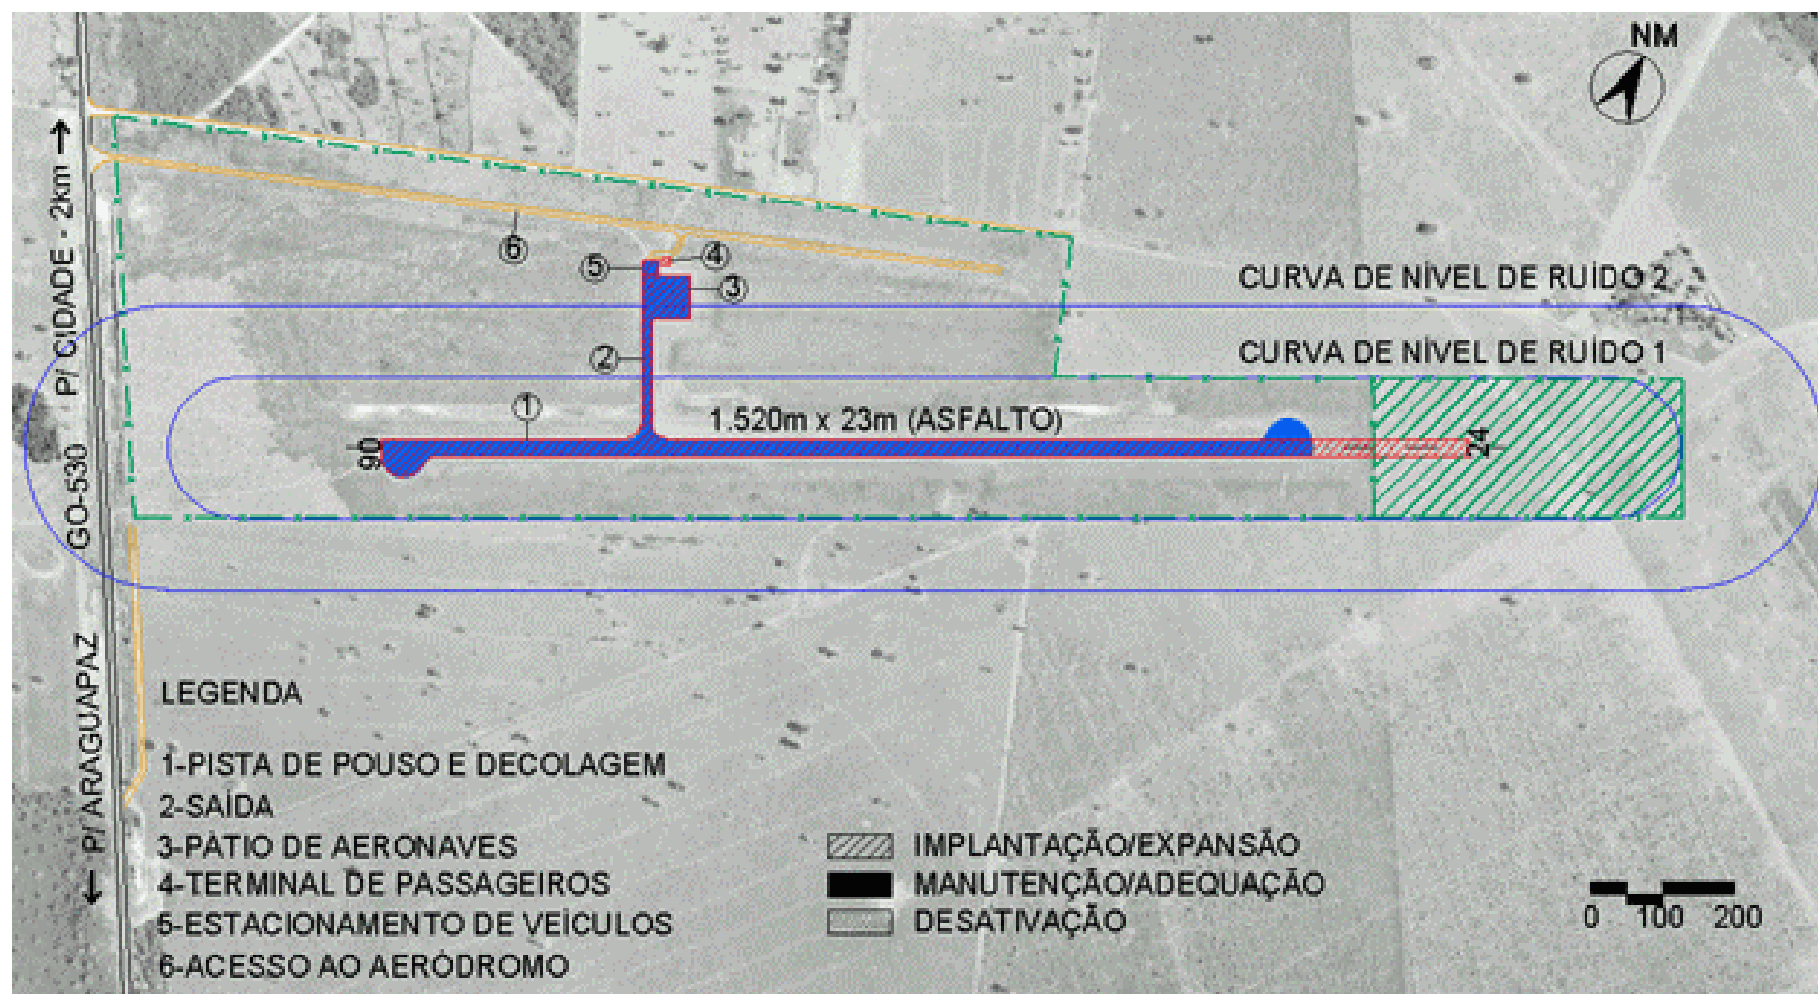 NM
P/ CIDADE - 2km →
6
5
4
3
CURVA DE NÍVEL DE RUÍDO 2
2
CURVA DE NÍVEL DE RUÍDO 1
1
1.520m x 23m (ASFALTO)
06
24
GO-530
← P/ ARAGUAPAZ
LEGENDA
1-PISTA DE POUSO E DECOLAGEM
2-SAÍDA
3-PÁTIO DE AERONAVES
4-TERMINAL DE PASSAGEIROS
5-ESTACIONAMENTO DE VEÍCULOS
6-ACESSO AO AERÓDROMO
IMPLANTAÇÃO/EXPANSÃO
MANUTENÇÃO/ADEQUAÇÃO
DESATIVAÇÃO
0 100 200